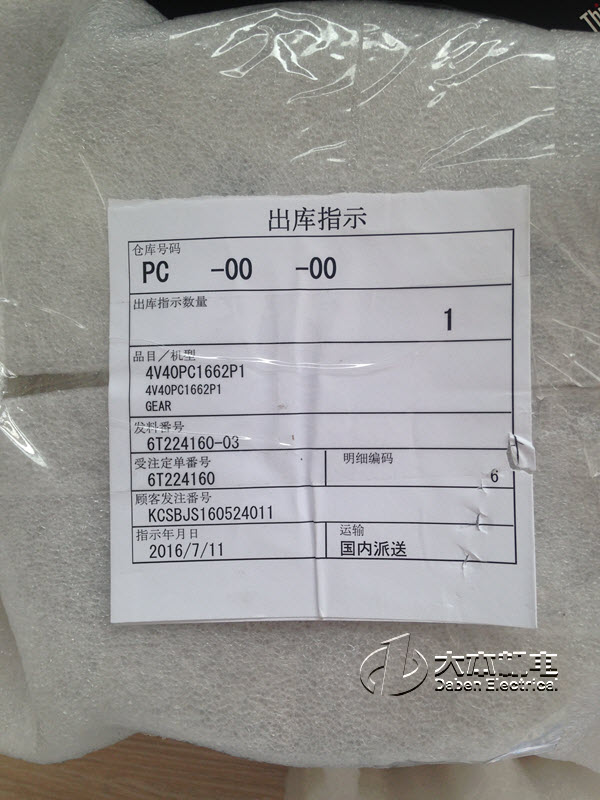 出库指示
仓库号码
PC -00 -00
出库指示数量
1
品目／机型
4V40PC1662P1
4V40PC1662P1
GEAR
发料番号
6T224160-03
受注定单番号
6T224160
明细编码
6
顾客发注番号
KCSBJS160524011
指示年月日
2016/7/11
运输
国内派送
大本机电
Daben Electrical